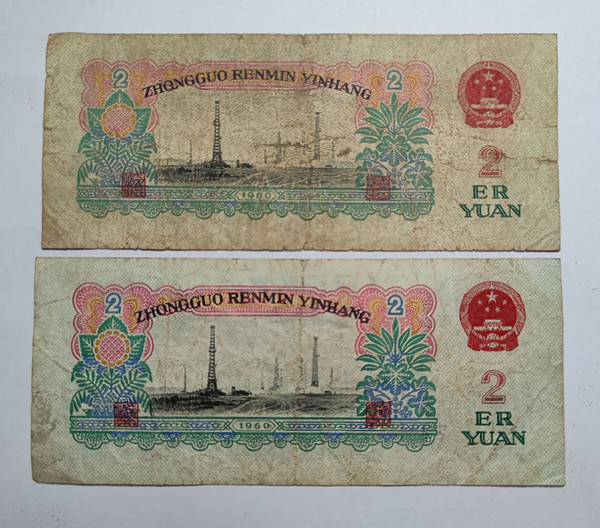 2 2
ZHONGGUO RENMIN YINHANG
2
ER
YUAN
1960
2 2
ZHONGGUO RENMIN YINHANG
2
ER
YUAN
1960